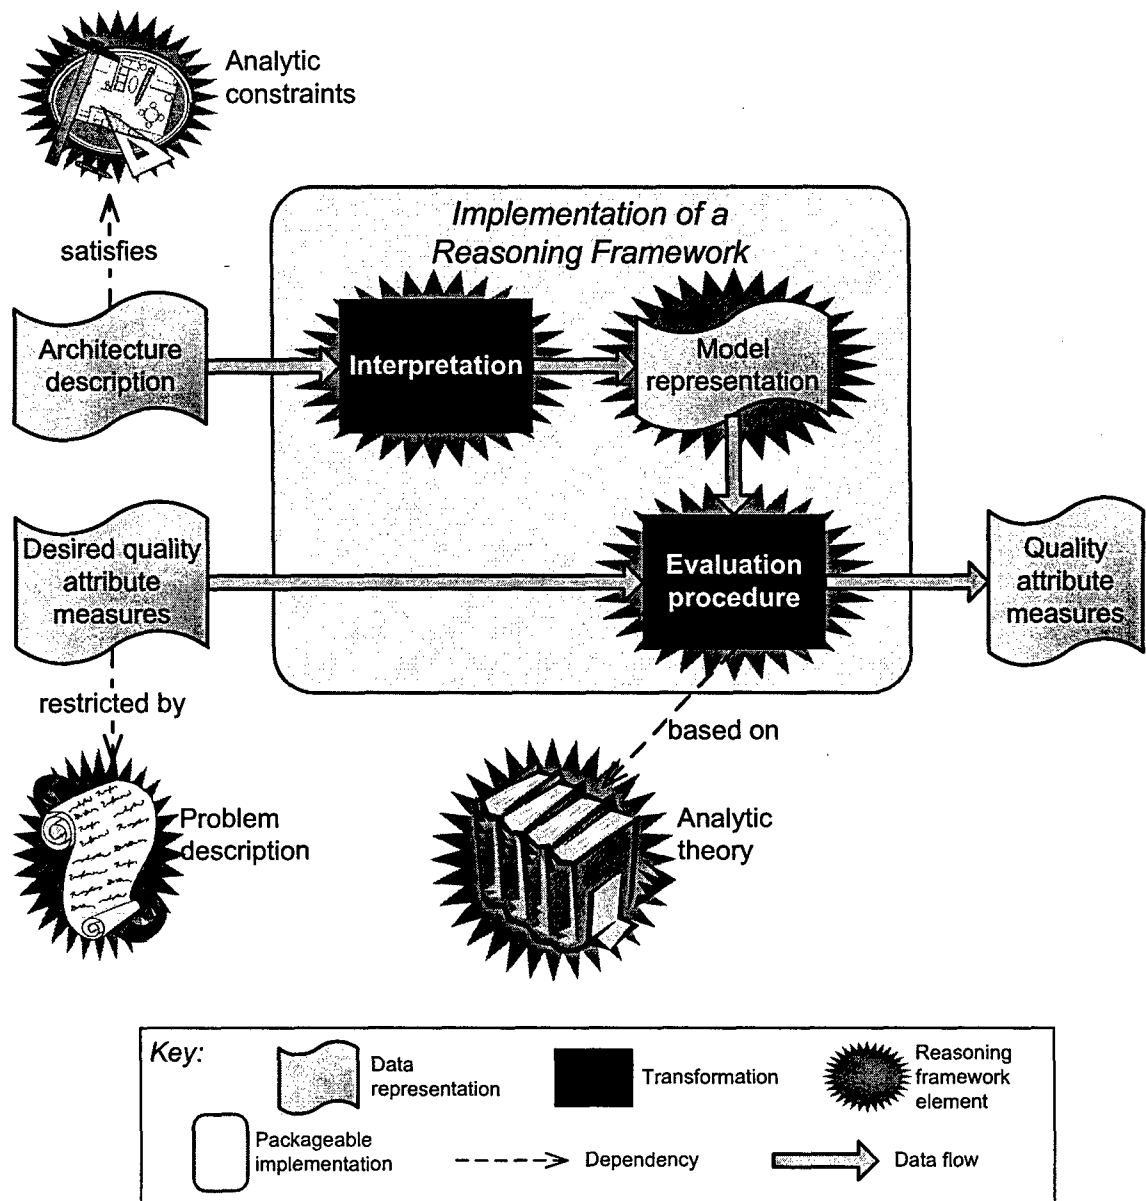 Analytic
constraints
Implementation of a
Reasoning Framework
satisfies
Architecture
description
Interpretation
Model
representation
Desired quality
attribute
measures
Evaluation
procedure
Quality
attribute
measures
restricted by
based on
Problem
description
Analytic
theory
Key:
Data
representation
Transformation
Reasoning
framework
element
Packageable
implementation
Dependency
Data flow